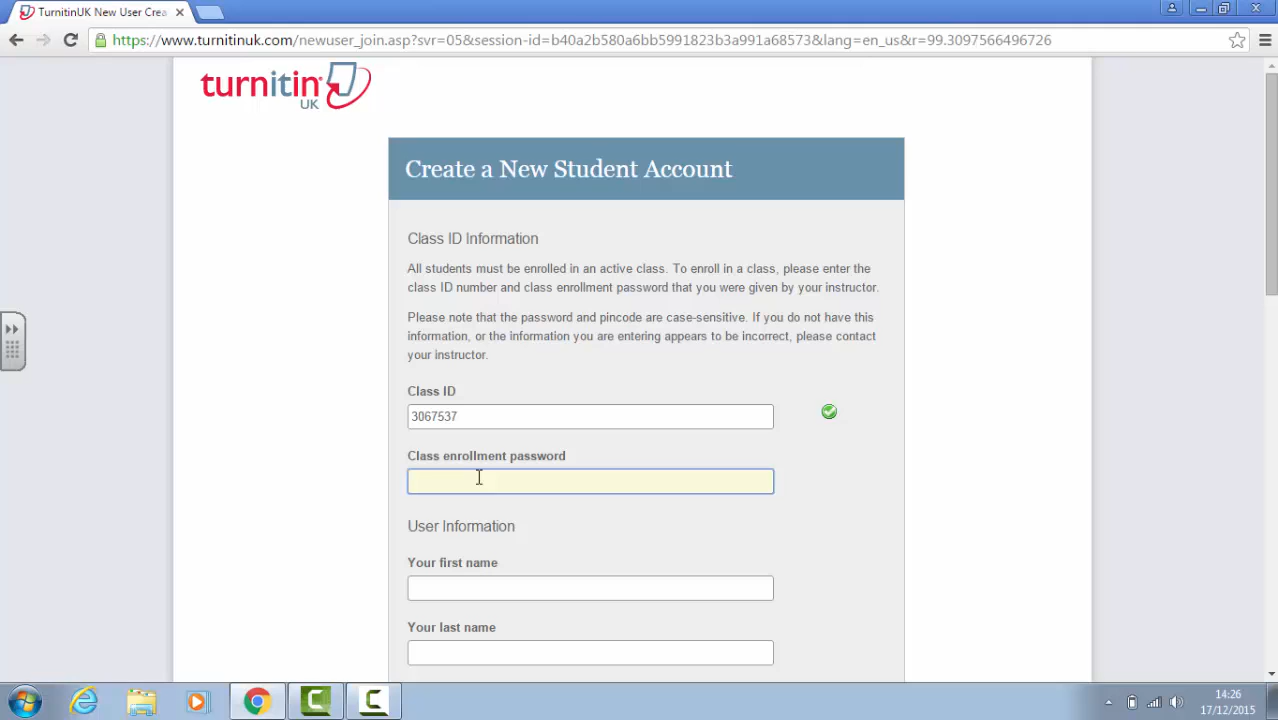 TurnitinUK New User Crea
https://www.turnitinuk.com/newuser_join.asp?svr=05&session-id=b40a2b580a6bb5991823b3a991a68573&lang=en_us&r=99.3097566496726
turnitin
UK
Create a New Student Account
Class ID Information
All students must be enrolled in an active class. To enroll in a class, please enter the
class ID number and class enrollment password that you were given by your instructor.
Please note that the password and pincode are case-sensitive. If you do not have this
information, or the information you are entering appears to be incorrect, please contact
your instructor.
Class ID
3067537
Class enrollment password
User Information
Your first name
Your last name
14:26
17/12/2015